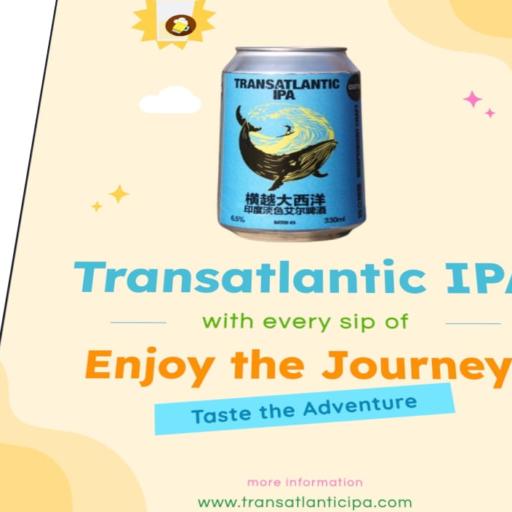 TRANSATLANTIC
IPA
横越大西洋
印度淡色艾尔啤酒
6.5%
330ml
Transatlantic IPA
with every sip of
Enjoy the Journey
Taste the Adventure
more information
www.transatlanticipa.com